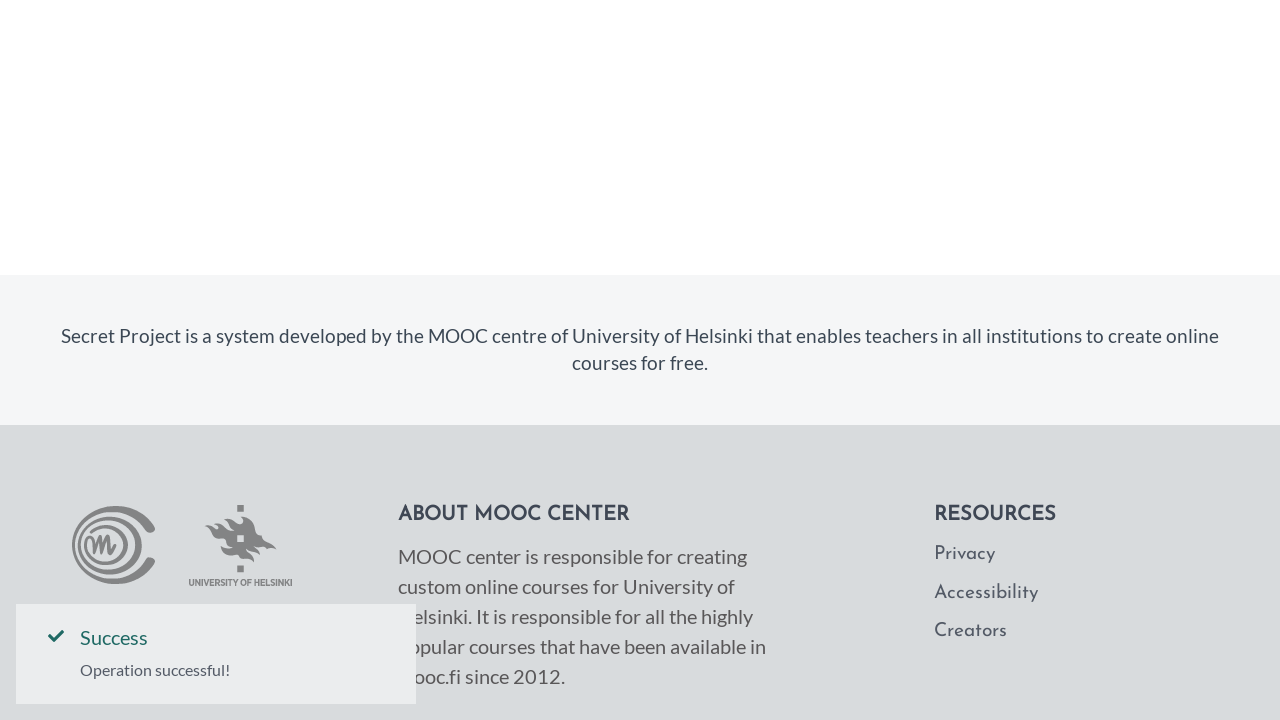 Secret Project is a system developed by the MOOC centre of University of Helsinki that enables teachers in all institutions to create online
courses for free.
UNIVERSITY OF HELSINKI
ABOUT MOOC CENTER
MOOC center is responsible for creating
custom online courses for University of
elsinki. It is responsible for all the highly
opular courses that have been available in
ooc.fi since 2012.
RESOURCES
Privacy
Accessibility
Creators
Success
Operation successful!